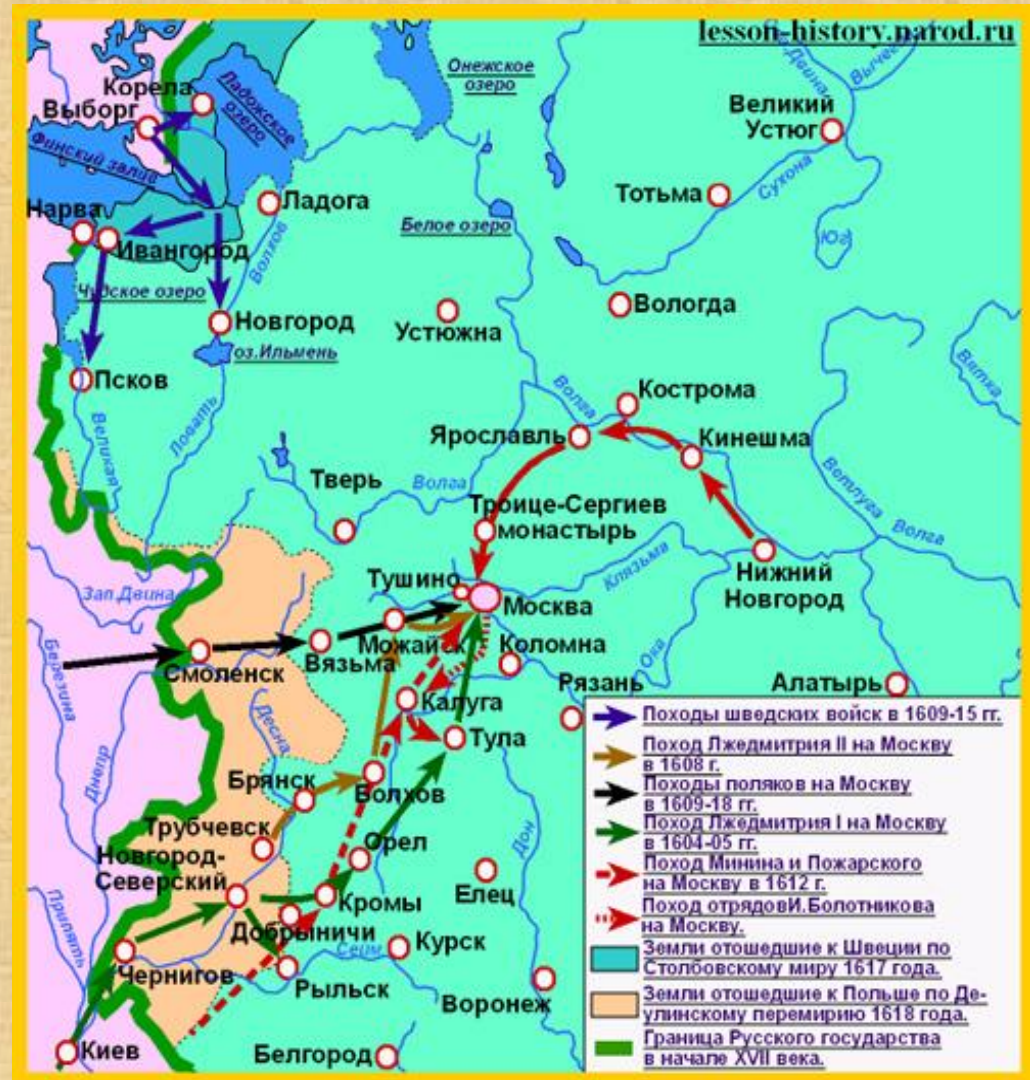 lesson-history.narod.ru
Онежское
озеро
Сев.
Двина
Вычегда
Корела
Выборг
Ладожское
озеро
Финский залив
Великий
Устюг
Сухона
Тотьма
Юг
Нарва
Ивангород
Ладога
Волхов
Белое озеро
Чудское озеро
Новгород
оз.Ильмень
Устюжна
Вологда
Псков
Великая
Ловать
Волга
Кострома
Вятка
Ярославль
Кинешма
Тверь
Волга
Ветлуга
Волга
Троице-Сергиев
монастырь
Зап.Двина
Тушино
Москва
Клязьма
Нижний
Новгород
Можайск
Вязьма
Смоленск
Коломна
Ока
Березина
Рязань
Алатырь
Калуга
Десна
Тула
Днепр
Брянск
Волхов
Трубчевск
Дон
Новгород-
Северский
Орел
Елец
Припять
Кромы
Добрыничи
Сейм
Курск
Чернигов
Рыльск
Воронеж
Киев
Белгород
Походы шведских войск в 1609-15 гг.
Поход Лжедмитрия II на Москву
в 1608 г.
Походы поляков на Москву
в 1609-18 гг.
Поход Лжедмитрия I на Москву
в 1604-05 гг.
Поход Минина и Пожарского
на Москву в 1612 г.
Поход отрядовИ.Болотникова
на Москву.
Земли отошедшие к Швеции по
Столбовскому миру 1617 года.
Земли отошедшие к Польше по Де-
улинскому перемирию 1618 года.
Граница Русского государства
в начале XVII века.